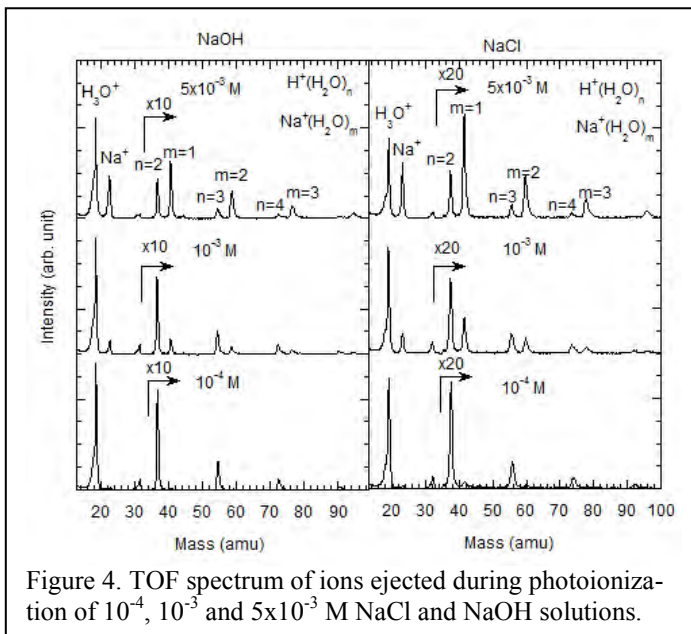 NaOH NaCl
Intensity (arb. unit)
H₃O⁺ x10 5x10⁻³ M H⁺(H₂O)ₙ
Na⁺ Na⁺(H₂O)ₘ
n=2 m=1 n=3 m=2 n=4 m=3
x10 10⁻³ M
x10 10⁻⁴ M
20 30 40 50 60 70 80 90
Mass (amu)
x20 5x10⁻³ M H⁺(H₂O)ₙ
H₃O⁺ Na⁺(H₂O)ₘ
Na⁺ n=2 m=1 n=3 m=2 n=4 m=3
x20 10⁻³ M
x20 10⁻⁴ M
20 30 40 50 60 70 80 90 100
Mass (amu)
Figure 4. TOF spectrum of ions ejected during photoioniza-
tion of 10⁻⁴, 10⁻³ and 5x10⁻³ M NaCl and NaOH solutions.